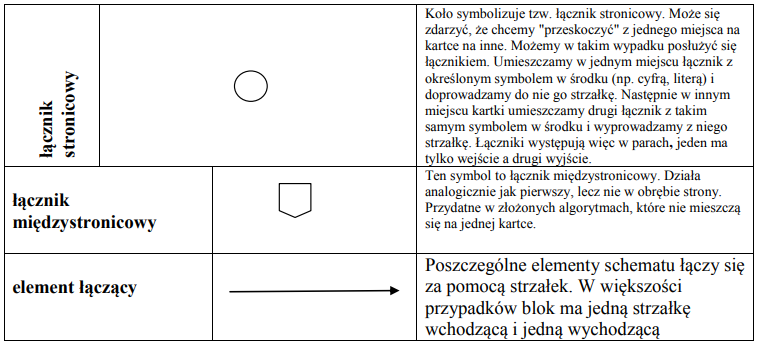 łącznik
stronicowy
Koło symbolizuje tzw. łącznik stronicowy. Może się
zdarzyć, że chcemy "przeskoczyć" z jednego miejsca na
kartce na inne. Możemy w takim wypadku posłużyć się
łącznikiem. Umieszczamy w jednym miejscu łącznik z
określonym symbolem w środku (np. cyfrą, literą) i
doprowadzamy do nie go strzałkę. Następnie w innym
miejscu kartki umieszczamy drugi łącznik z takim
samym symbolem w środku i wyprowadzamy z niego
strzałkę. Łączniki występują więc w parach, jeden ma
tylko wejście a drugi wyjście.
łącznik
międzystronicowy
Ten symbol to łącznik międzystronicowy. Działa
analogicznie jak pierwszy, lecz nie w obrębie strony.
Przydatne w złożonych algorytmach, które nie mieszczą
się na jednej kartce.
element łączący
Poszczególne elementy schematu łączy się
za pomocą strzałek. W większości
przypadków blok ma jedną strzałkę
wchodzącą i jedną wychodzącą